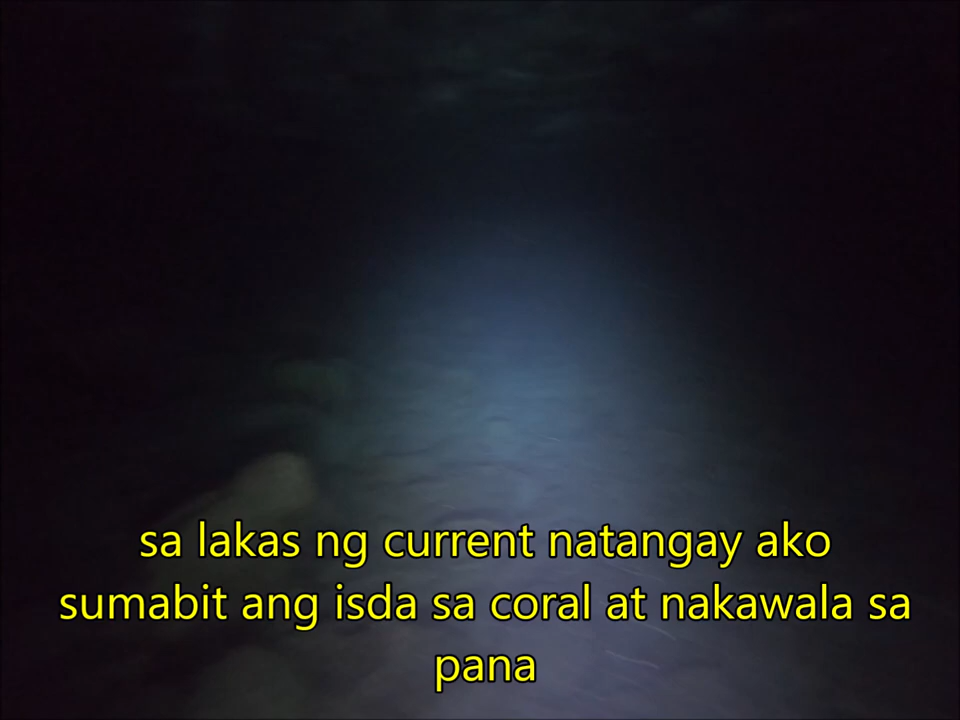 sa lakas ng current natangay ako
sumabit ang isda sa coral at nakawala sa
pana